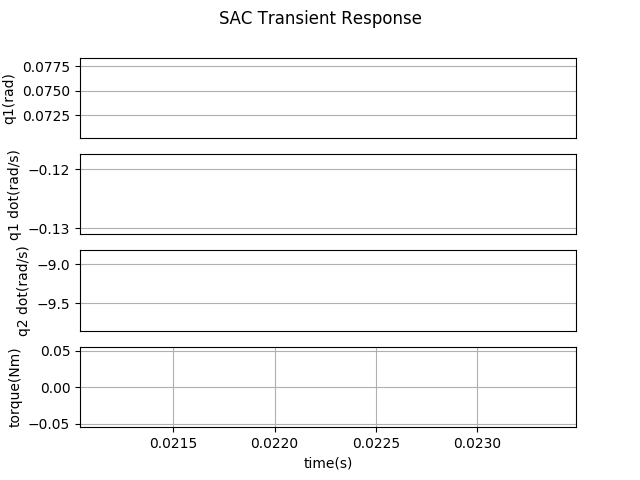 SAC Transient Response
0.0775
0.0750
0.0725
q1(rad)
−0.12
−0.13
q1 dot(rad/s)
−9.0
−9.5
q2 dot(rad/s)
0.05
0.00
−0.05
torque(Nm)
0.0215 0.0220 0.0225 0.0230
time(s)